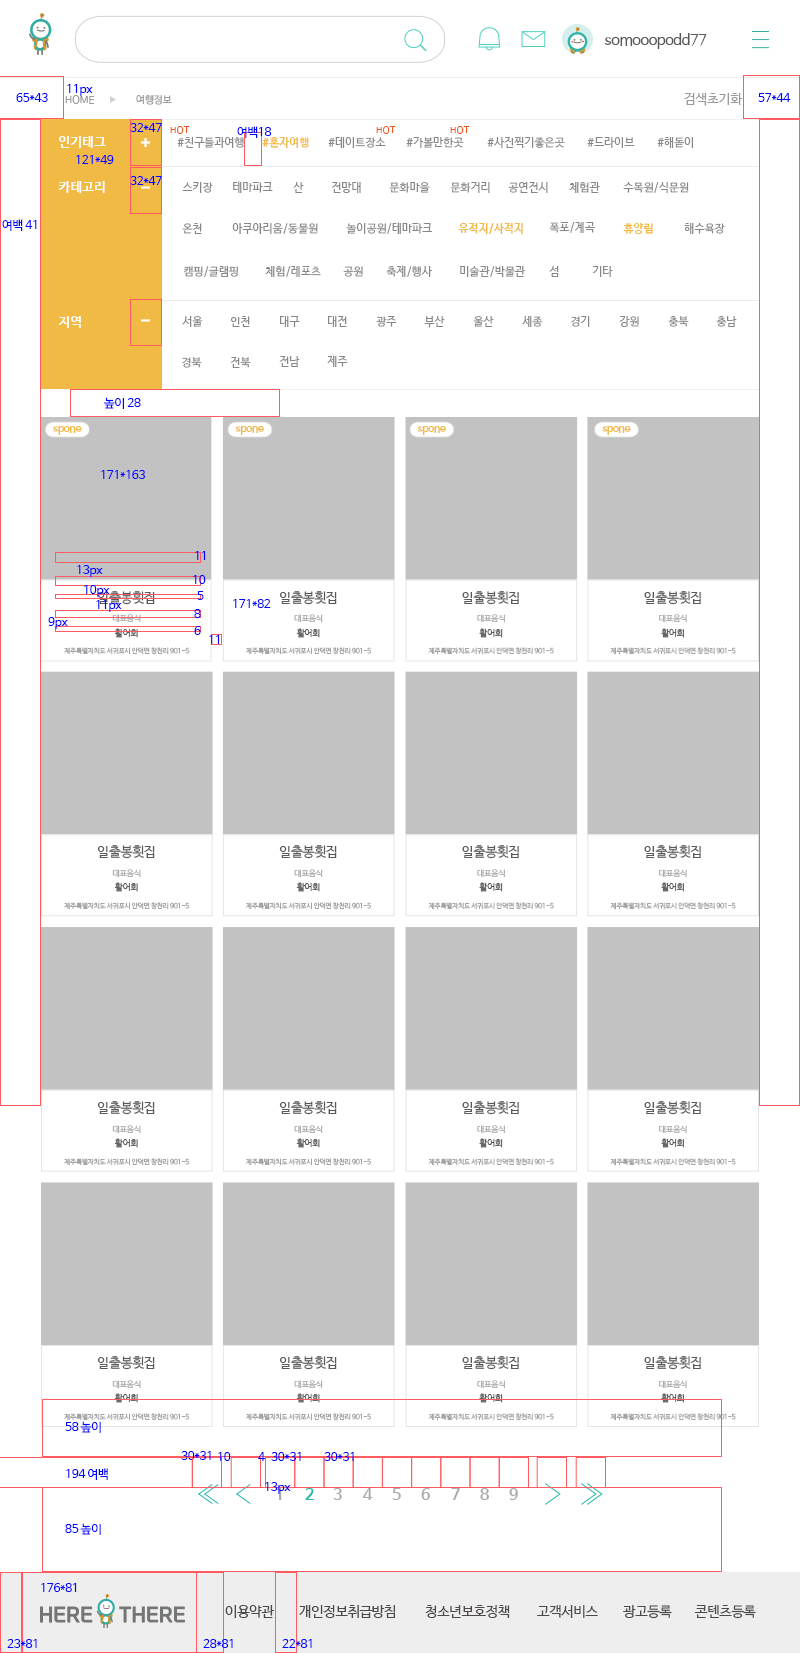 somooopodd77
65*43
11px
HOME ▶ 여행정보
검색초기화
57*44
32*47
HOT
여백18
HOT
HOT
인기태그
121*49
#친구들과여행
#혼자여행
#데이트장소
#가볼만한곳
#사진찍기좋은곳
#드라이브
#해돋이
카테고리
32*47
스키장 테마파크 산 전망대 문화마을 문화거리 공연전시 체험관 수목원/식문원
여백 41
온천 아쿠아리움/동물원 놀이공원/테마파크 유적지/사적지 폭포/계곡 휴양림 해수욕장
캠핑/글램핑 체험/레포츠 공원 축제/행사 미술관/박물관 섬 기타
지역
서울 인천 대구 대전 광주 부산 울산 세종 경기 강원 충북 충남
경북 전북 전남 제주
높이 28
spone spone spone spone
171*163
11
13px
10
10px
5
11px
8
9px
6
11
171*82
일출봉횟집 일출봉횟집 일출봉횟집 일출봉횟집
대표음식 대표음식 대표음식 대표음식
활어회 활어회 활어회 활어회
제주특별자치도 서귀포시 안덕면 창천리 901-5 제주특별자치도 서귀포시 안덕면 창천리 901-5 제주특별자치도 서귀포시 안덕면 창천리 901-5 제주특별자치도 서귀포시 안덕면 창천리 901-5
일출봉횟집 일출봉횟집 일출봉횟집 일출봉횟집
대표음식 대표음식 대표음식 대표음식
활어회 활어회 활어회 활어회
제주특별자치도 서귀포시 안덕면 창천리 901-5 제주특별자치도 서귀포시 안덕면 창천리 901-5 제주특별자치도 서귀포시 안덕면 창천리 901-5 제주특별자치도 서귀포시 안덕면 창천리 901-5
일출봉횟집 일출봉횟집 일출봉횟집 일출봉횟집
대표음식 대표음식 대표음식 대표음식
활어회 활어회 활어회 활어회
제주특별자치도 서귀포시 안덕면 창천리 901-5 제주특별자치도 서귀포시 안덕면 창천리 901-5 제주특별자치도 서귀포시 안덕면 창천리 901-5 제주특별자치도 서귀포시 안덕면 창천리 901-5
일출봉횟집 일출봉횟집 일출봉횟집 일출봉횟집
대표음식 대표음식 대표음식 대표음식
활어회 활어회 활어회 활어회
제주특별자치도 서귀포시 안덕면 창천리 901-5 제주특별자치도 서귀포시 안덕면 창천리 901-5 제주특별자치도 서귀포시 안덕면 창천리 901-5 제주특별자치도 서귀포시 안덕면 창천리 901-5
58 높이
30*31 10 4 30*31 30*31
194 여백
13px
1 2 3 4 5 6 7 8 9
85 높이
176*81
HERE THERE
이용약관 개인정보취급방침 청소년보호정책 고객서비스 광고등록 콘텐츠등록
23*81 28*81 22*81